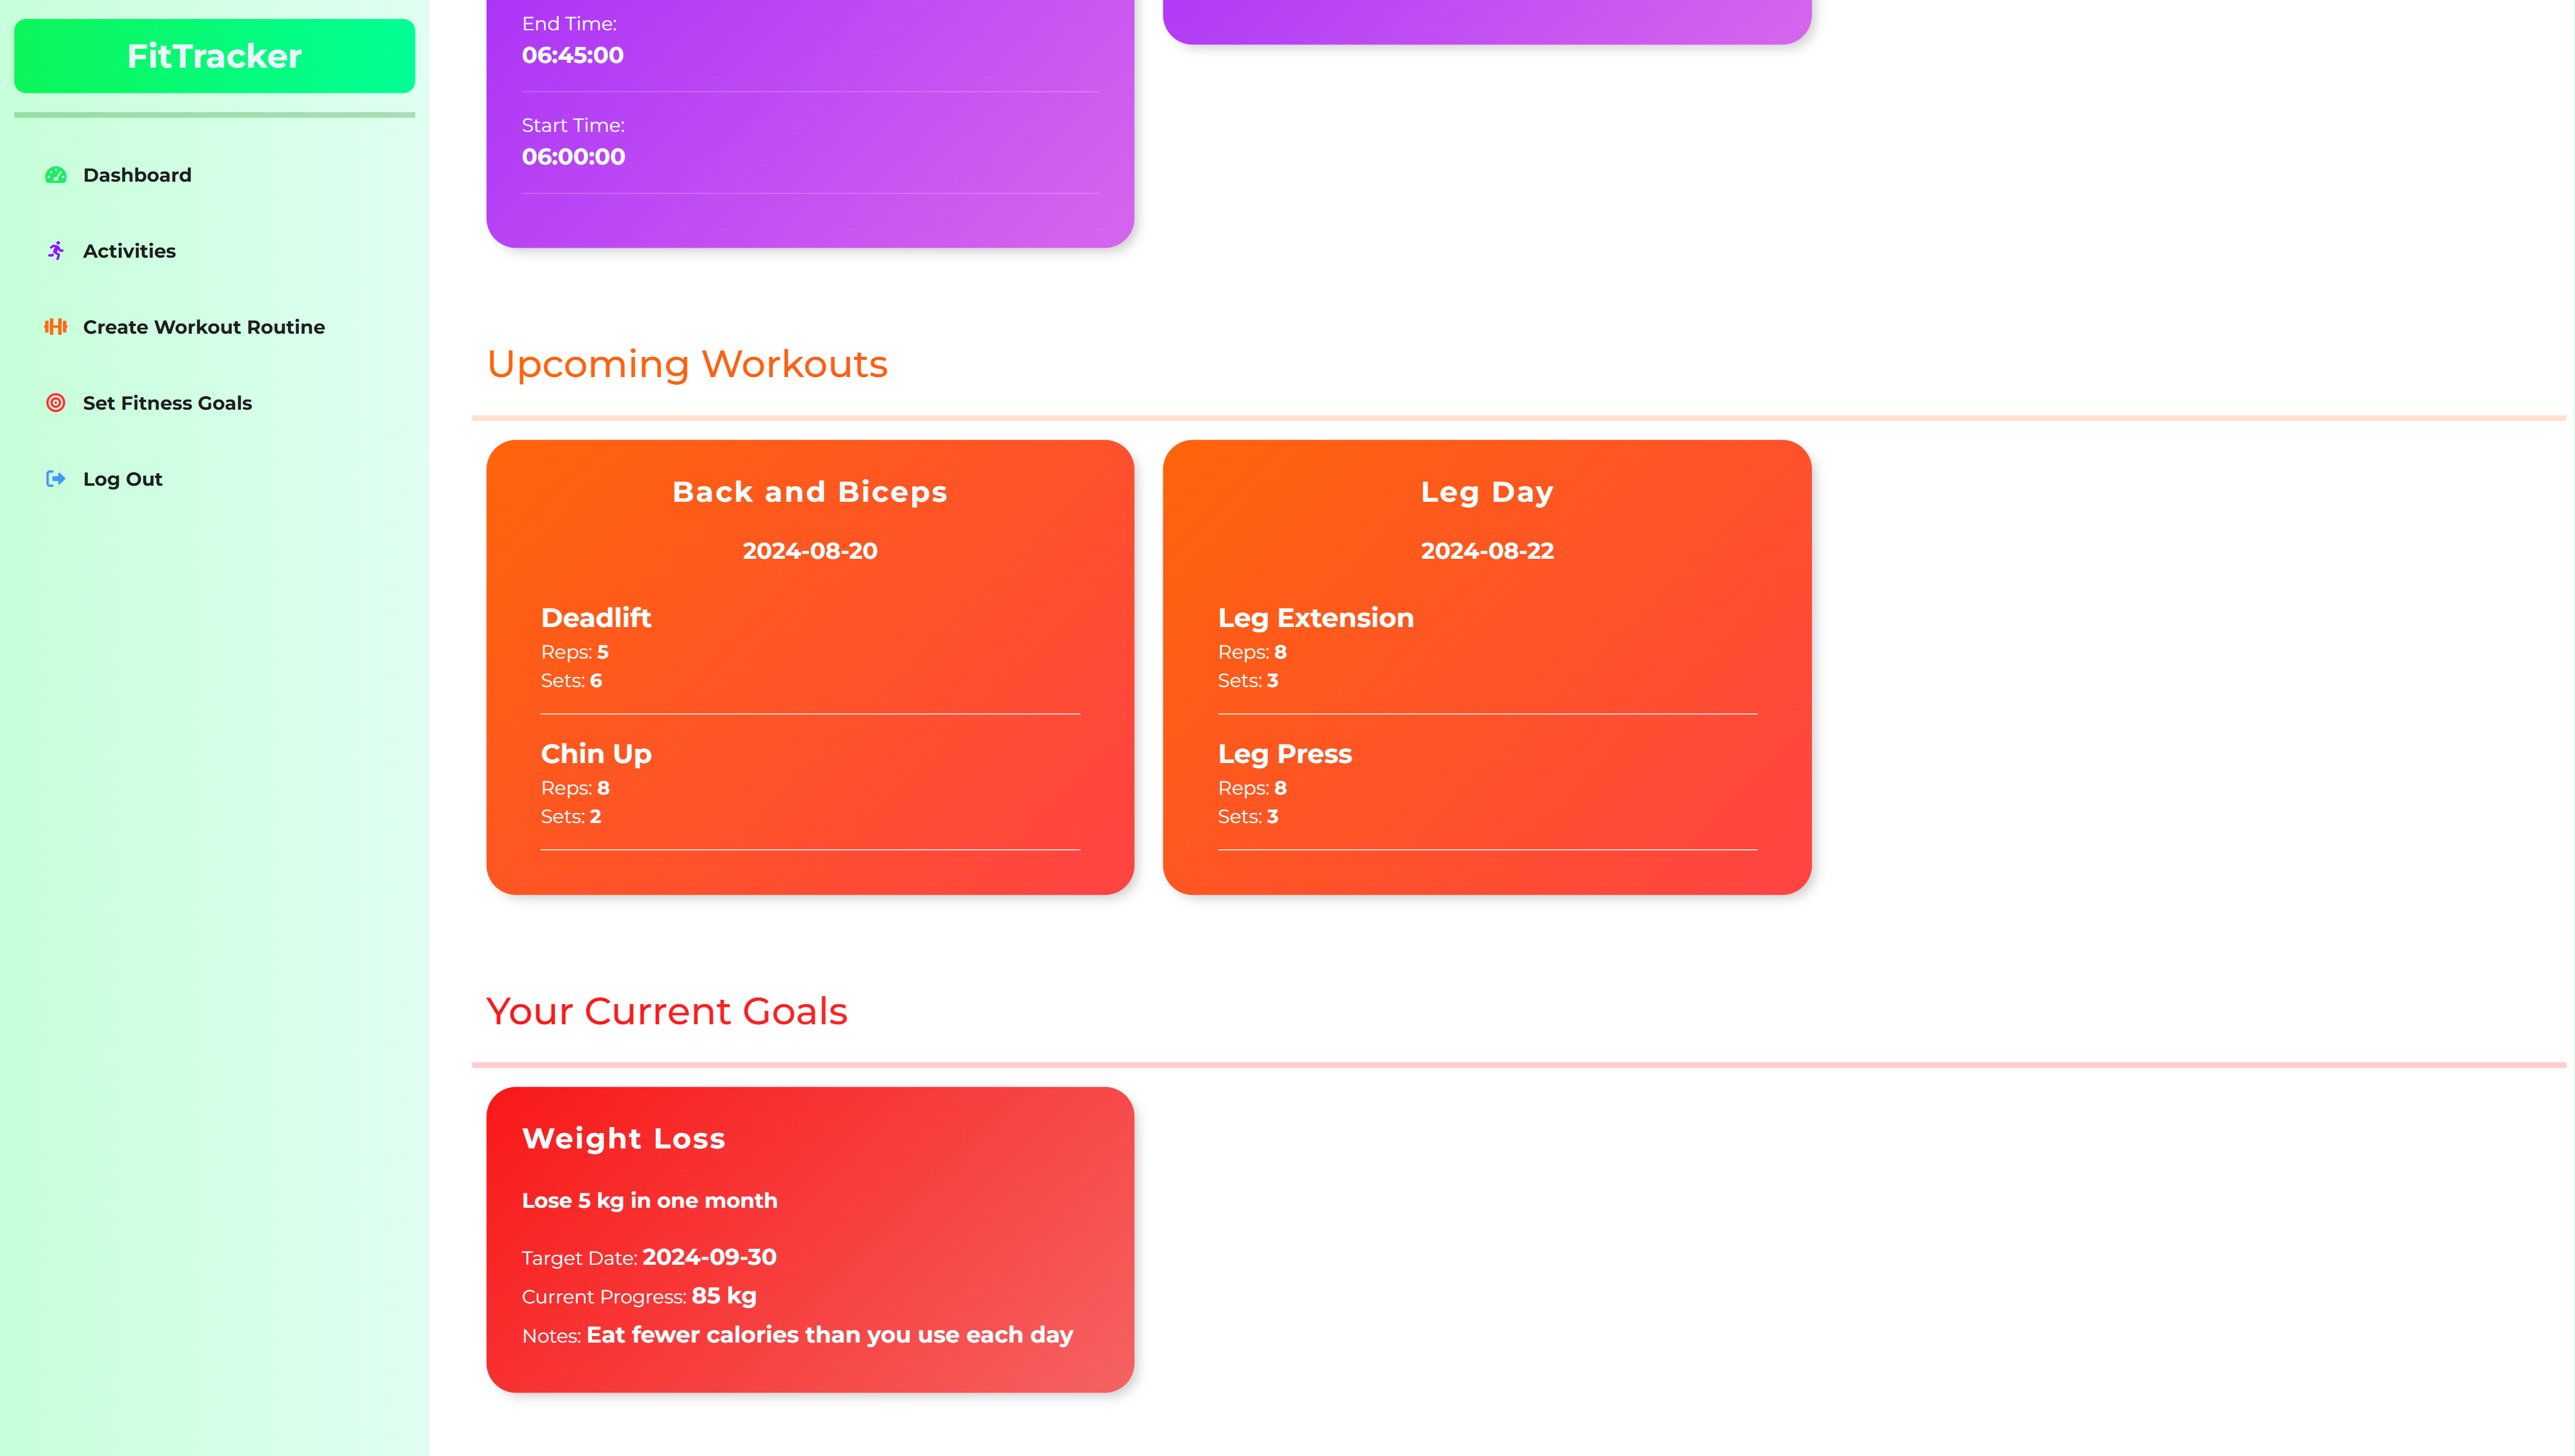 FitTracker
Dashboard
Activities
Create Workout Routine
Set Fitness Goals
Log Out
End Time:
06:45:00
Start Time:
06:00:00
Upcoming Workouts
Back and Biceps
2024-08-20
Deadlift
Reps: 5
Sets: 6
Chin Up
Reps: 8
Sets: 2
Leg Day
2024-08-22
Leg Extension
Reps: 8
Sets: 3
Leg Press
Reps: 8
Sets: 3
Your Current Goals
Weight Loss
Lose 5 kg in one month
Target Date: 2024-09-30
Current Progress: 85 kg
Notes: Eat fewer calories than you use each day